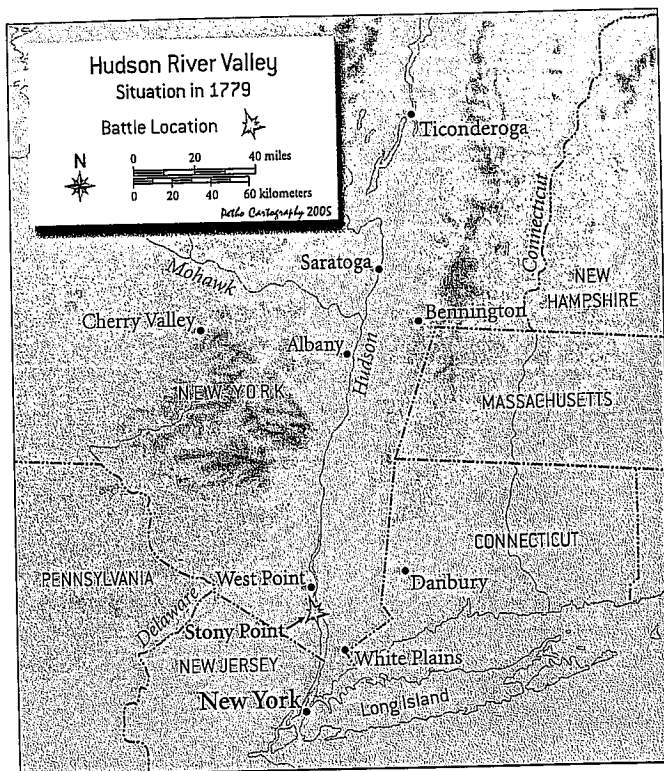 Hudson River Valley
Situation in 1779
Battle Location
N
0 20 40 miles
0 20 40 60 kilometers
Petho Cartography 2005
Ticonderoga
Connecticut
Saratoga
Mohawk
NEW
HAMPSHIRE
Cherry Valley
Bennington
Albany
Hudson
NEW YORK
MASSACHUSETTS
CONNECTICUT
PENNSYLVANIA
West Point
Danbury
Delaware
Stony Point
White Plains
NEW JERSEY
New York
Long Island